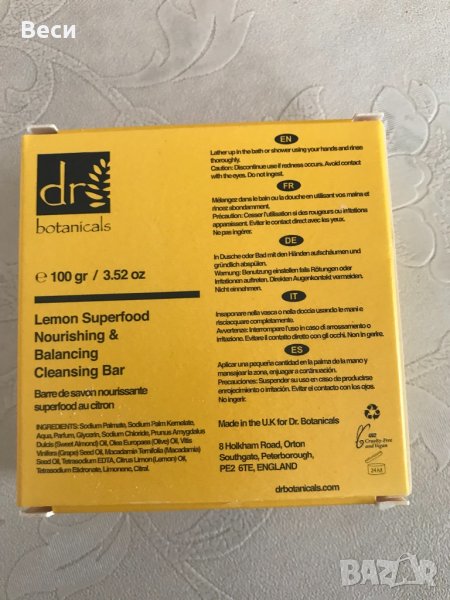 Веси
dr
botanicals
℮ 100 gr / 3.52 oz
Lemon Superfood
Nourishing &
Balancing
Cleansing Bar
Barre de savon nourissante
superfood au citron
INGREDIENTS: Sodium Palmate, Sodium Palm Kernelate,
Aqua, Parfum, Glycerin, Sodium Chloride, Prunus Amygdalus
Dulcis (Sweet Almond) Oil, Olea Europaea (Olive) Oil, Vitis
Vinifera (Grape) Seed Oil, Macadamia Ternifolia (Macadamia)
Seed Oil, Tetrasodium EDTA, Citrus Limon (Lemon) Oil,
Tetrasodium Etidronate, Limonene, Citral.
EN
Lather up in the bath or shower using your hands and rinse
thoroughly.
Caution: Discontinue use if redness occurs. Avoid contact
with the eyes. Do not ingest.
FR
Mélangez dans le bain ou la douche en utilisant vos mains et
rincez abondamment.
Précaution: Cesser l'utilisation si des rougeurs ou irritations
apparaissent. Eviter le contact direct avec les yeux.
Ne pas ingérer.
DE
In Dusche oder Bad mit den Händen aufschäumen und
gründlich abspülen.
Warnung: Benutzung einstellen falls Rötungen oder
Irritationen auftreten. Direkten Augenkontakt vermeiden.
Nicht einnehmen.
IT
Insaponare nella vasca o nella doccia usando le mani e
risciacquare completamente.
Avvertenze: Interrompere l'uso in caso di arrossamento o
irritazione. Evitare il contatto diretto con gli occhi. Non in gerire.
ES
Aplicar una pequeña cantidad en la palma de la mano y
mansajear la zona, enjuagar a continuación.
Precauciones: Suspender su uso en caso de producirse
enrojecimiento o irritación. Evitar el contacto con los ojos.
No ingerir.
Made in the U.K for Dr. Botanicals
8 Holkham Road, Orton
Southgate, Peterborough,
PE2 6TE, ENGLAND
drbotanicals.com
Cruelty-Free
and Vegan
24 M
BAZAR